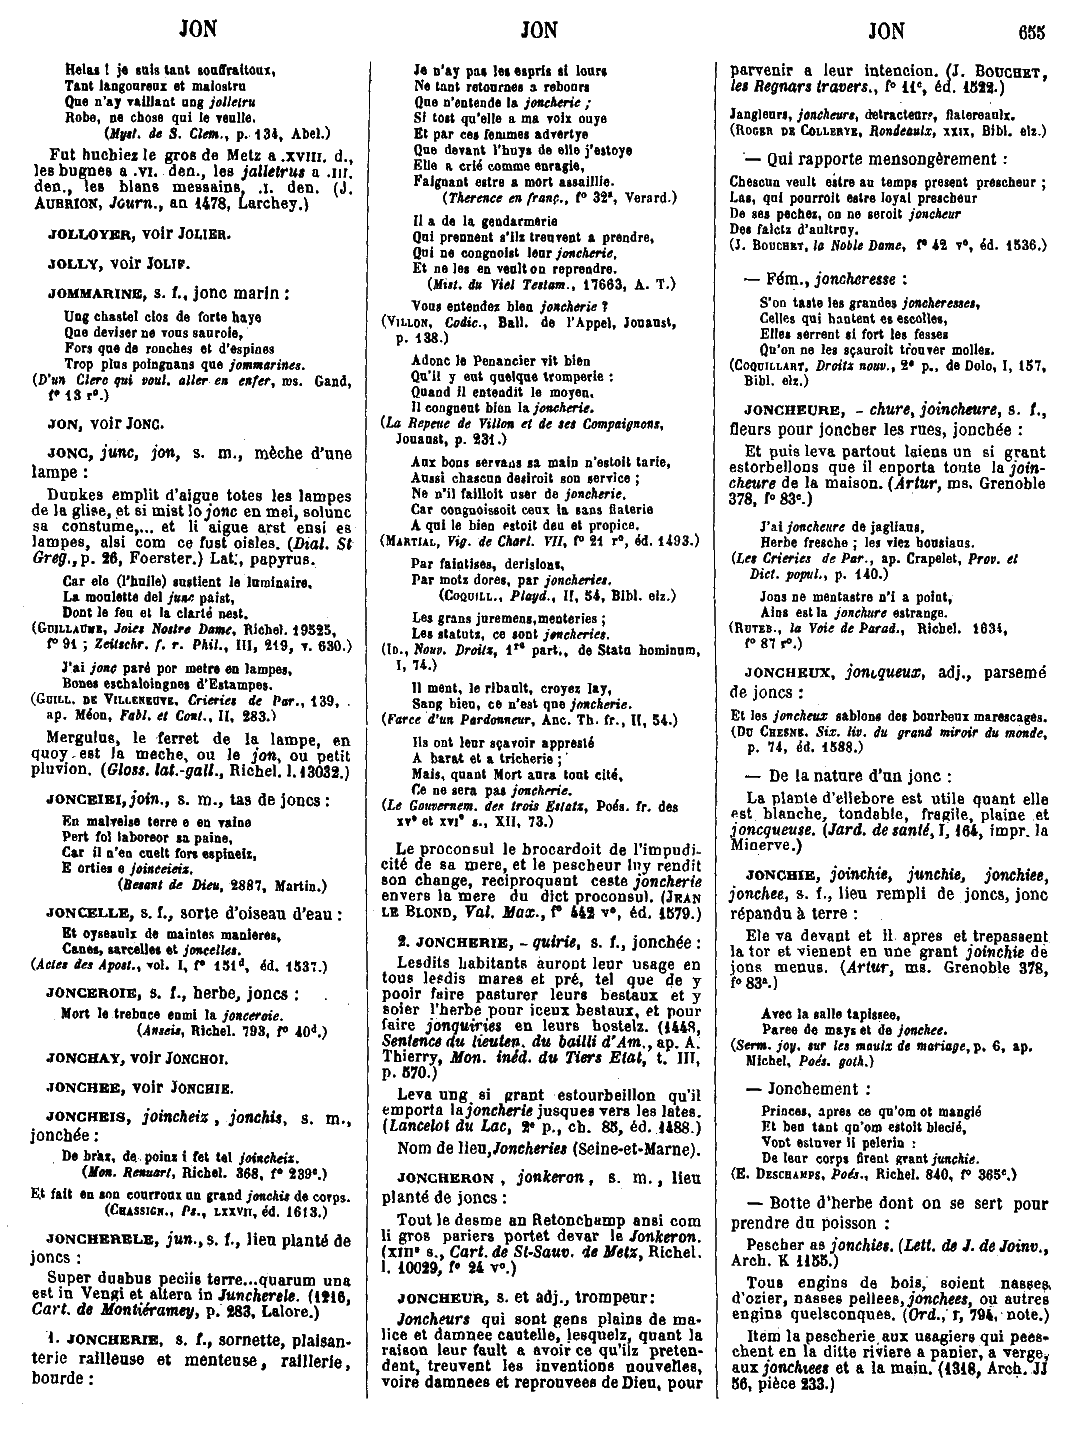 JON
JON
JON 655
Helas ! je suis tant souffraitoux,
Tant langoureux et malostru
Que n'ay vaillant ung jolletru
Robe, ne chose qui le veulle.
(Myst. de S. Clem., p. 134, Abel.)
Fut huchiez le gros de Metz a .XVIII. d.,
les bugnes a .VI. den., les jalletrus a .III.
den., les blans messains, .I. den. (J.
AUBRION, Journ., an 1478, Larchey.)
JOLLOYER, voir JOLIER.
JOLLY, voir JOLIF.
JOMMARINE, s. f., jonc marin :
Ung chastel clos de forte haye
Que deviser ne vous sauroie,
Fors que de ronches et d'espines
Trop plus poingnans que jommarines.
(D'un Clerc qui voul. aller en enfer, ms. Gand,
f° 13 r°.)
JON, voir JONC.
JONC, junc, jon, s. m., mèche d'une
lampe :
Dunkes emplit d'aigue totes les lampes
de la glise, et si mist lo jonc en mei, solunc
sa constume,... et li aigue arst ensi es
lampes, alsi com ce fust oisles. (Dial. St
Greg., p. 26, Foerster.) Lat., papyrus.
Car ele (l'huile) sustient le luminaire.
La moulette del junc paist,
Dont le feu et la clarté nest.
(GUILLAUME, Joies Nostre Dame, Richel. 19525,
f° 91 ; Zeitschr. f. r. Phil., III, 219, v. 630.)
J'ai jonc paré por metre en lampes,
Bones eschaloingnes d'Estampes.
(GUILL. DE VILLENEUVE, Crieries de Par., 139,
ap. Méon, Fabl. et Cont., II, 283.)
Mergulus, le ferret de la lampe, en
quoy est la meche, ou le jon, ou petit
pluvion. (Gloss. lat.-gall., Richel. l. 13032.)
JONCEIEI, join., s. m., tas de joncs :
En malveise terre e en vaine
Pert fol laboreor sa paine,
Car il n'en cuelt fors espineiz,
E orties e joinceieiz.
(Besant de Dieu, 2887, Martin.)
JONCELLE, s. f., sorte d'oiseau d'eau :
Et oyseaulx de maintes manieres,
Canes, sarcelles et joncelles.
(Actes des Apost., vol. I, f° 151d, éd. 1537.)
JONCEROIE, s. f., herbe, joncs :
Mort le trebuce enmi la jonceroie.
(Anseis, Richel. 793, f° 40d.)
JONCHAY, voir JONCHOI.
JONCHEE, voir JONCHIE.
JONCHEIS, joincheiz, jonchis, s. m.,
jonchée :
De braz, de poinz i fet tel joincheiz.
(Mon. Renuart, Richel. 368, f° 239c.)
Et fait en son courroux un grand jonchis de corps.
(CHASSIGN., Ps., LXXVII, éd. 1613.)
JONCHERELE, jun., s. f., lieu planté de
joncs :
Super duabus peciis terre...quarum una
est in Vengi et altera in Juncherele. (1216,
Cart. de Montiéramey, p. 283, Lalore.)
1. JONCHERIE, s. f., sornette, plaisan-
terie railleuse et menteuse, raillerie,
bourde :
Je n'ay pas les espris si lours
Ne tant retournes a rebours
Que n'entende la joncherie ;
Si tost qu'elle a ma voix ouye
Et par ces femmes advertye
Que devant l'huys de elle j'estoye
Elle a crié comme enragie,
Faignant estre a mort assaillie.
(Therence en franç., f° 32a, Verard.)
Il a de la gendarmerie
Qui prennent s'ilz treuvent a prendre,
Qui ne congnoist leur joncherie,
Et ne les en veult on reprendre.
(Mist. du Viel Testam., 17663, A. T.)
Vous entendez bien joncherie ?
(VILLON, Codic., Ball. de l'Appel, Jouaust,
p. 138.)
Adonc le Penancier vit bien
Qu'il y eut quelque tromperie :
Quand il entendit le moyen.
Il congneut bien la joncherie.
(La Repeue de Villon et de ses Compaignons,
Jouaust, p. 231.)
Aux bons servans sa main n'estoit tarie,
Aussi chascun desiroit son service ;
Ne n'il failloit user de joncherie.
Car congnoissoit ceux la sans flaterie
A qui le bien estoit deu et propice.
(MARTIAL, Vig. de Charl. VII, f° 21 r°, éd. 1493.)
Par faintises, derisions,
Par motz dores, par joncheries.
(COQUILL., Playd., II, 54, Bibl. elz.)
Les grans juremens, menteries ;
Les statutz, ce sont joncheries.
(ID., Nouv. Droitz, 1re part., de Statu hominum,
I, 74.)
Il ment, le ribault, croyez lay,
Sang bieu, ce n'est que joncherie.
(Farce d'un Pardonneur, Anc. Th. fr., II, 54.)
Ils ont leur sçavoir appresté
A barat et a tricherie ;
Mais, quant Mort aura tout cité,
Ce ne sera pas joncherie.
(Le Gouvernem. des trois Estatz, Poés. fr. des
XVe et XVIe s., XII, 73.)
Le proconsul le brocardoit de l'impudi-
cité de sa mere, et le pescheur luy rendit
son change, reciproquant ceste joncherie
envers la mere du dict proconsul. (JEAN
LE BLOND, Val. Max., f° 442 v°, éd. 1579.)
2. JONCHERIE, - quirie, s. f., jonchée :
Lesdits habitants auront leur usage en
tous lesdis mares et pré, tel que de y
pooir faire pasturer leurs bestaux et y
soier l'herbe pour iceux bestaux, et pour
faire jonquiries en leurs hostelz. (1448,
Sentence du lieuten. du bailli d'Am., ap. A.
Thierry, Mon. inéd. du Tiers Etat, t. III,
p. 570.)
Leva ung si grant estourbeillon qu'il
emporta la joncherie jusques vers les lates.
(Lancelot du Lac, 2e p., ch. 85, éd. 1488.)
Nom de lieu, Joncheries (Seine-et-Marne).
JONCHERON, jonkeron, s. m., lieu
planté de joncs :
Tout le desme an Retonchamp ansi com
li gros pariers portet devar le Jonkeron.
(XIIIe s., Cart. de St-Sauv. de Metz, Richel.
l. 10029, f° 24 v°.)
JONCHEUR, s. et adj., trompeur :
Joncheurs qui sont gens plains de ma-
lice et damnee cautelle, lesquelz, quant la
raison leur fault a avoir ce qu'ilz preten-
dent, treuvent les inventions nouvelles,
voire damnees et reprouvees de Dieu, pour
parvenir a leur intencion. (J. BOUCHET,
les Regnars travers., f° 11c, éd. 1522.)
Jangleurs, joncheurs, detracteurs, flatereaulx.
(ROGER DE COLLERYE, Rondeaulx, XXIX, Bibl. elz.)
— Qui rapporte mensongèrement :
Chescun veult estre au temps present prescheur ;
Las, qui pourroit estre loyal prescheur
De ses pechez, on ne seroit joncheur
Des faictz d'aultruy.
(J. BOUCHET, la Noble Dame, f° 42 v°, éd. 1536.)
— Fém., joncheresse :
S'on taste les grandes joncheresses,
Celles qui hantent es escolles,
Elles serrent si fort les fesses
Qu'on ne les sçauroit trouver molles.
(COQUILLART, Droitz nouv., 2e p., de Dolo, I, 157,
Bibl. elz.)
JONCHEURE, - chure, joincheure, s. f.,
fleurs pour joncher les rues, jonchée :
Et puis leva partout laiens un si grant
estorbellons que il enporta toute la join-
cheure de la maison. (Artur, ms. Grenoble
378, f° 83c.)
J'ai joncheure de jagliaus,
Herbe fresche ; les viez housiaus.
(Les Crieries de Par., ap. Crapelet, Prov. et
Dict. popul., p. 140.)
Jons ne mentastre n'i a point,
Ains est la jonchure estrange.
(RUTEB., la Voie de Parad., Richel. 1634,
f° 87 r°.)
JONCHEUX, joncqueux, adj., parsemé
de joncs :
Et les joncheux sablons des bourbeux marescages.
(DU CHESNE, Six. liv. du grand miroir du monde,
p. 74, éd. 1588.)
— De la nature d'un jonc :
La plante d'ellebore est utile quant elle
est blanche, tondable, fragile, plaine et
joncqueuse. (Jard. de santé, I, 164, impr. la
Minerve.)
JONCHIE, joinchie, junchie, jonchiee,
jonchee, s. f., lieu rempli de joncs, jonc
répandu à terre :
Ele va devant et il apres et trepassent
la tor et vienent en une grant joinchie de
jons menus. (Artur, ms. Grenoble 378,
f° 83a.)
Avec la salle tapissee,
Paree de mays et de jonchee.
(Serm. joy. sur les maulx de mariage, p. 6, ap.
Michel, Poés. goth.)
— Jonchement :
Princes, apres ce qu'om ot mangié
Et beu tant qu'om estoit blecié,
Vont estuver li pelerin :
De leur corps firent grant junchie.
(E. DESCHAMPS, Poés., Richel. 840, f° 365c.)
— Botte d'herbe dont on se sert pour
prendre du poisson :
Pescher as jonchies. (Lett. de J. de Joinv.,
Arch. K 1155.)
Tous engins de bois, soient nasses,
d'ozier, nasses pellees, jonchees, ou autres
engins quelsconques. (Ord., I, 794, note.)
Item la pescherie aux usagiers qui pees-
chent en la ditte riviere a panier, a verge,
aux jonchiees et a la main. (1318, Arch. JJ
56, pièce 233.)